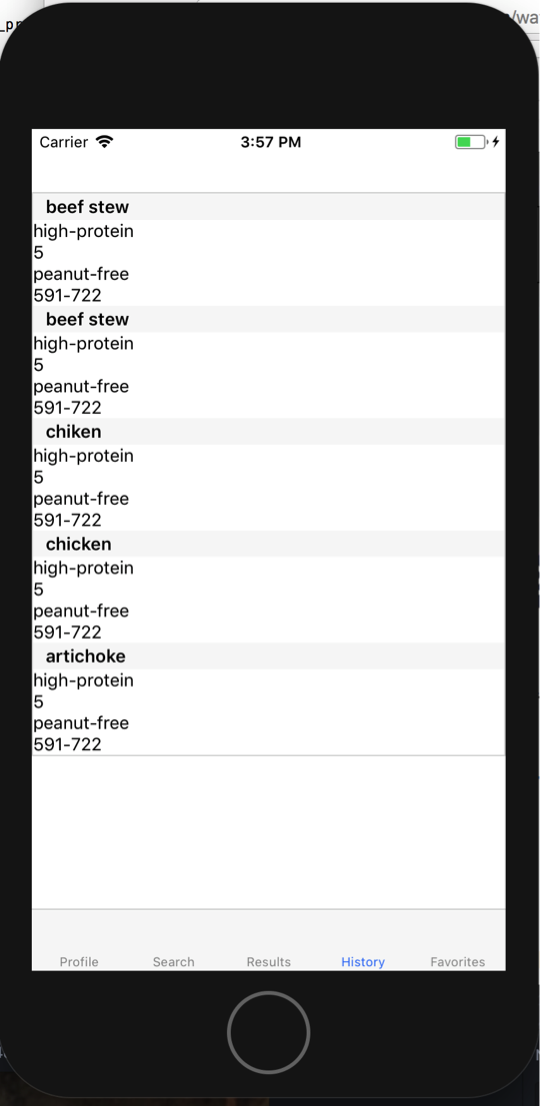 _pr
/wa
Carrier 3:57 PM
beef stew
high-protein
5
peanut-free
591-722
beef stew
high-protein
5
peanut-free
591-722
chiken
high-protein
5
peanut-free
591-722
chicken
high-protein
5
peanut-free
591-722
artichoke
high-protein
5
peanut-free
591-722
Profile Search Results History Favorites